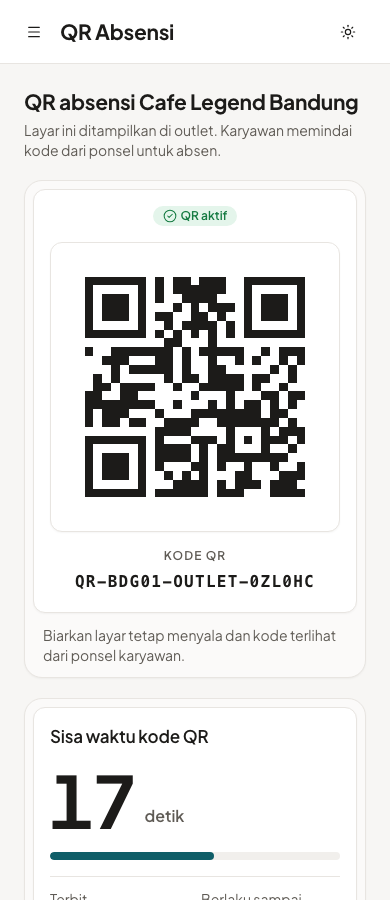 QR Absensi
QR absensi Cafe Legend Bandung
Layar ini ditampilkan di outlet. Karyawan memindai
kode dari ponsel untuk absen.
QR aktif
KODE QR
QR-BDG01-OUTLET-0ZL0HC
Biarkan layar tetap menyala dan kode terlihat
dari ponsel karyawan.
Sisa waktu kode QR
17 detik
Terbit
Berlaku sampai